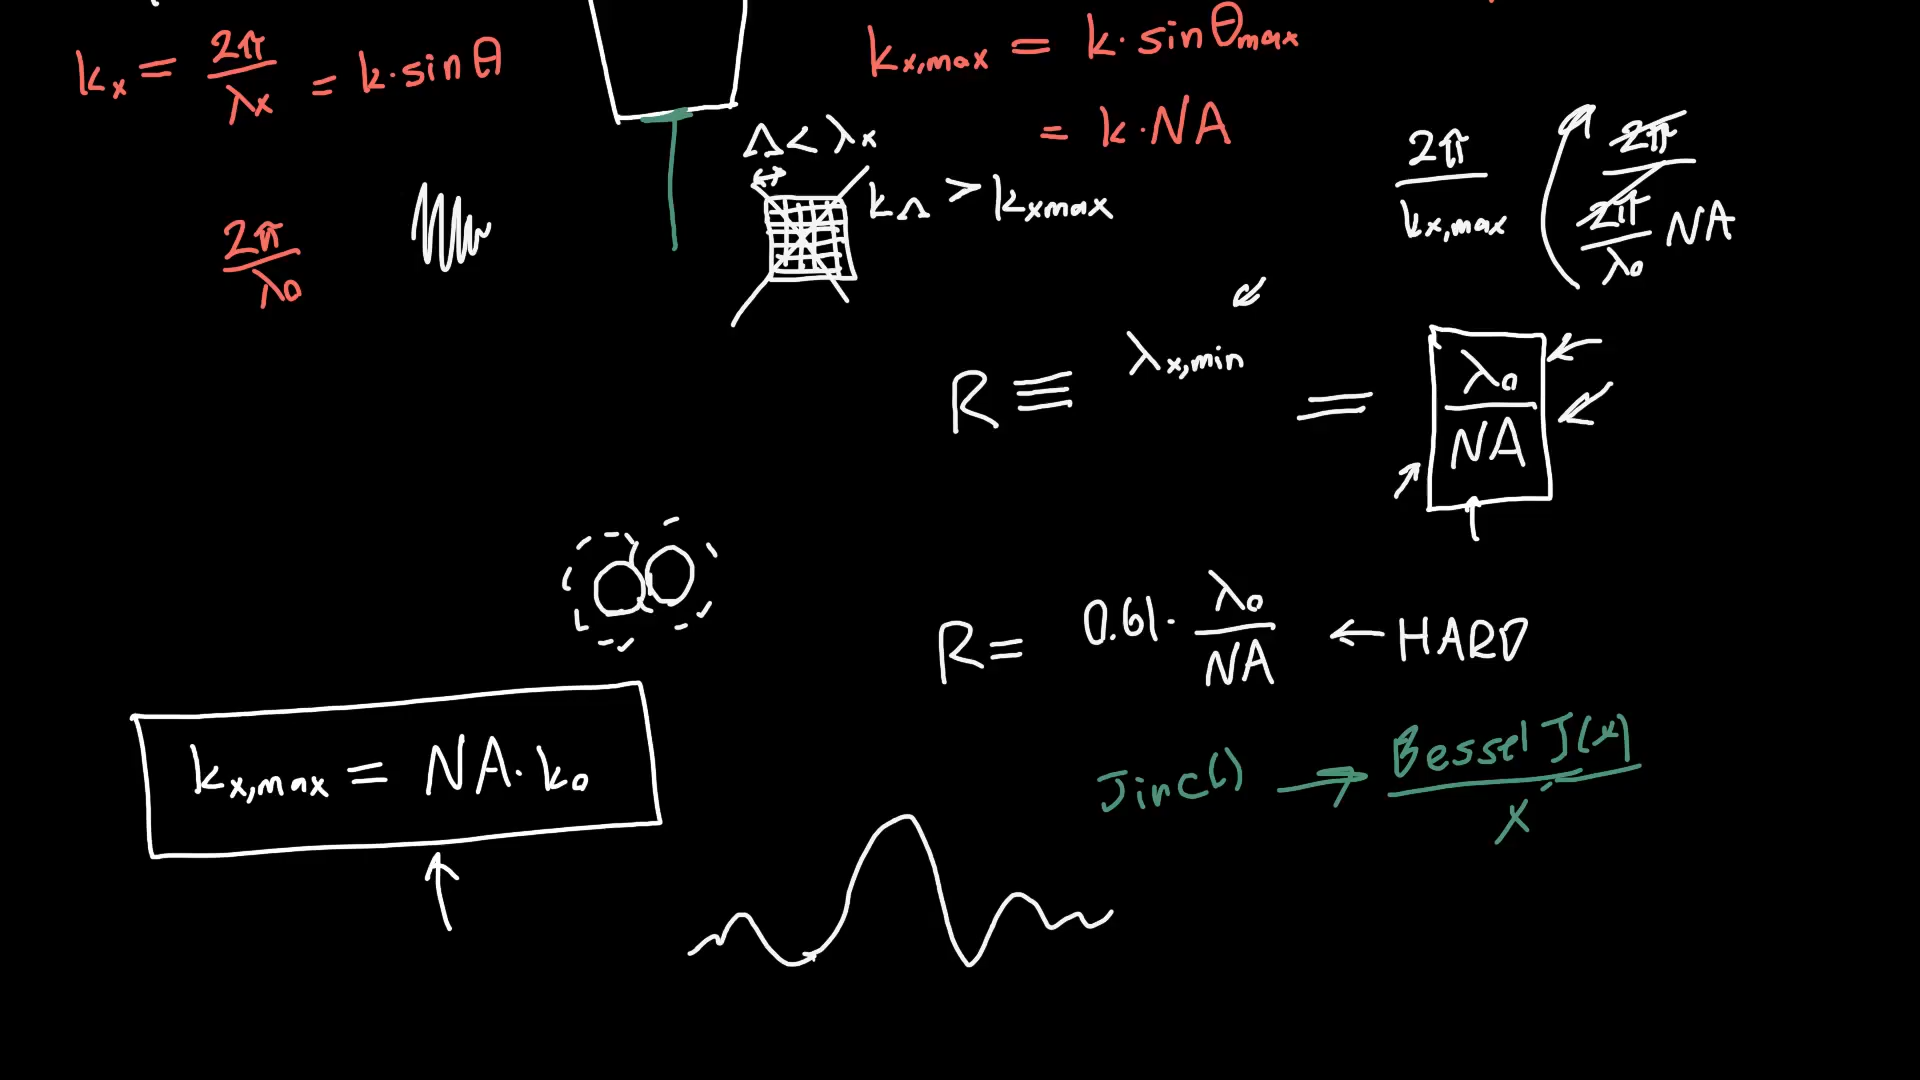 kx = 2π/λx = k·sinθ
kx,max = k·sinθmax
= k·NA
Λ < λx
kΛ > kxmax
2π/kx,max
2π/(2π/λ0 NA)
2π/λ0
R ≡ λx,min = λ0/NA
R = 0.61·λ0/NA ← HARD
kx,max = NA·k0
Jinc() → Bessel J(x)/x